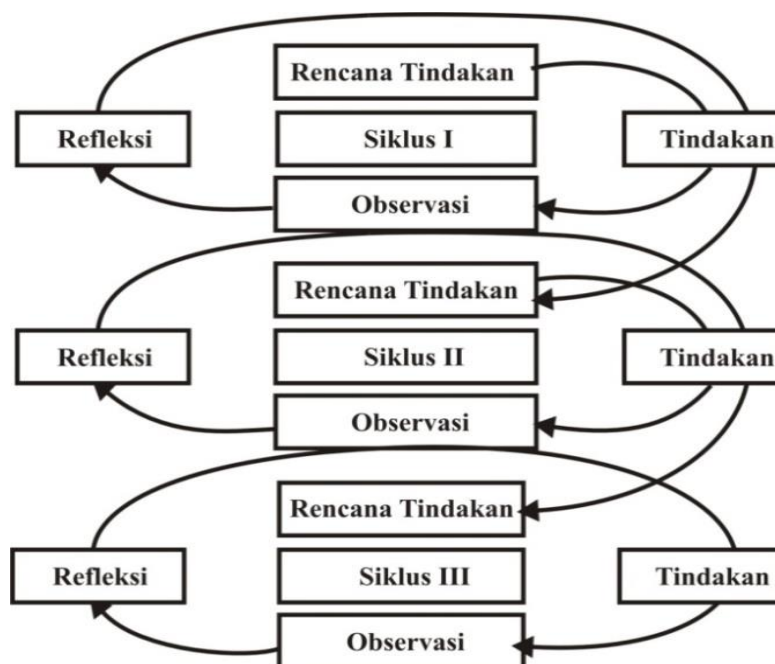 Rencana Tindakan
Refleksi
Siklus I
Tindakan
Observasi
Rencana Tindakan
Refleksi
Siklus II
Tindakan
Observasi
Rencana Tindakan
Refleksi
Siklus III
Tindakan
Observasi